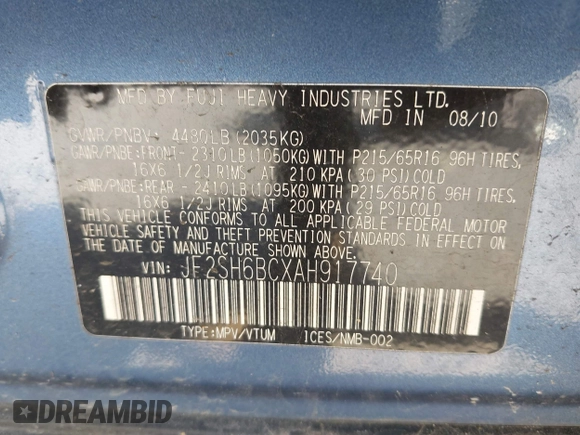 MFD BY FUJI HEAVY INDUSTRIES LTD.
MFD IN 08/10
GVWR/PNBV: 4480LB(2035KG)
GAWR/PNBE:FRONT- 2310LB(1050KG)WITH P215/65R16 96H TIRES,
16X6 1/2J RIMS AT 210 KPA(30 PSI)COLD
GAWR/PNBE:REAR - 2410LB(1095KG)WITH P215/65R16 96H TIRES,
16X6 1/2J RIMS AT 200 KPA(29 PSI)COLD
THIS VEHICLE CONFORMS TO ALL APPLICABLE FEDERAL MOTOR
VEHICLE SAFETY AND THEFT PREVENTION STANDARDS IN EFFECT
ON THE DATE OF MANUFACTURE SHOWN ABOVE.
VIN: JF2SH6BCXAH917740
TYPE:MPV/VTUM ICES/NMB-002
DREAMBID